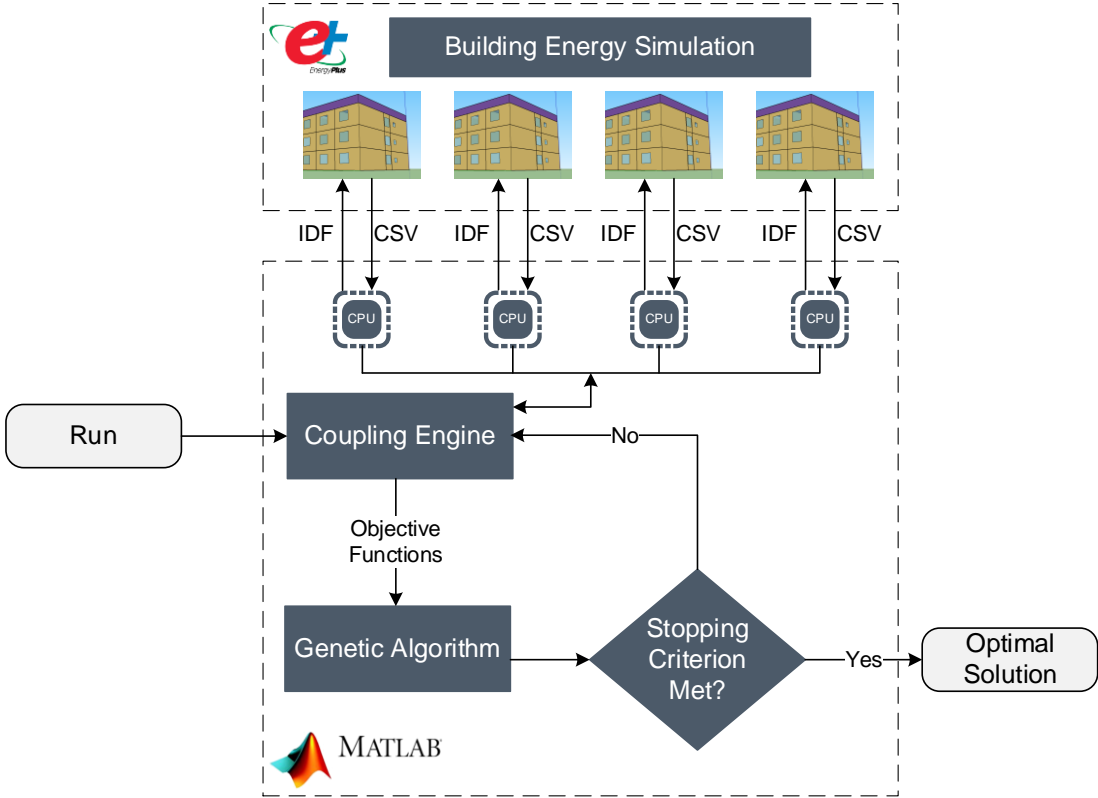 e+
EnergyPlus
Building Energy Simulation
IDF
CSV
IDF
CSV
IDF
CSV
IDF
CSV
CPU
CPU
CPU
CPU
Run
Coupling Engine
No
Objective
Functions
Genetic Algorithm
Stopping
Criterion
Met?
Yes
Optimal
Solution
MATLAB